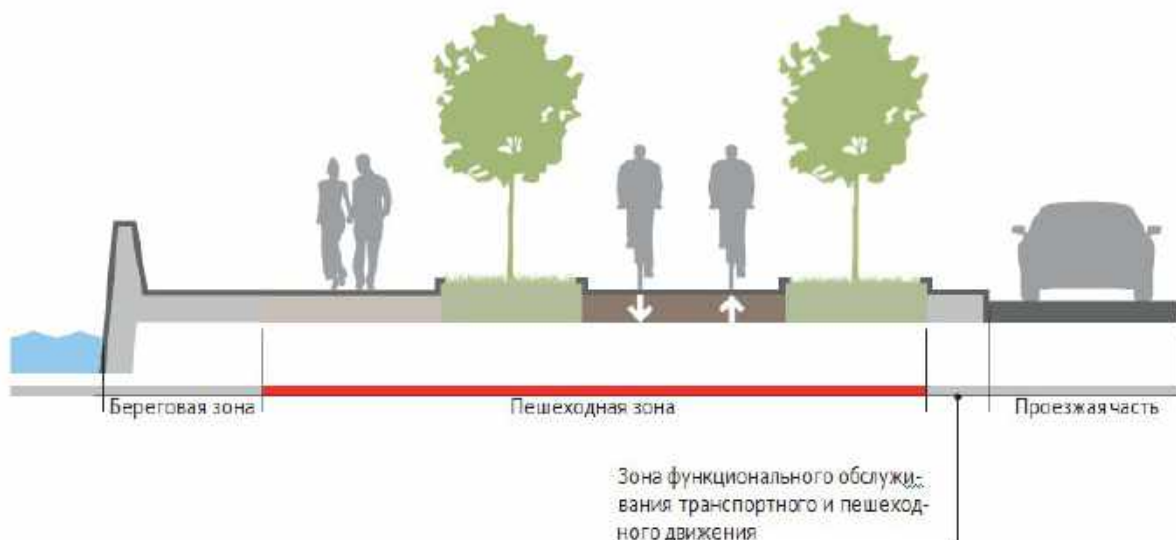 Береговая зона
Пешеходная зона
Проезжая часть
Зона функционального обслужи-
вания транспортного и пешеход-
ного движения